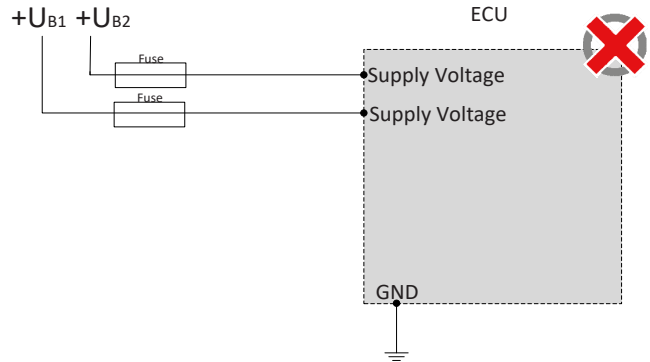 +UB1 +UB2
ECU
Fuse
Supply Voltage
Fuse
Supply Voltage
GND